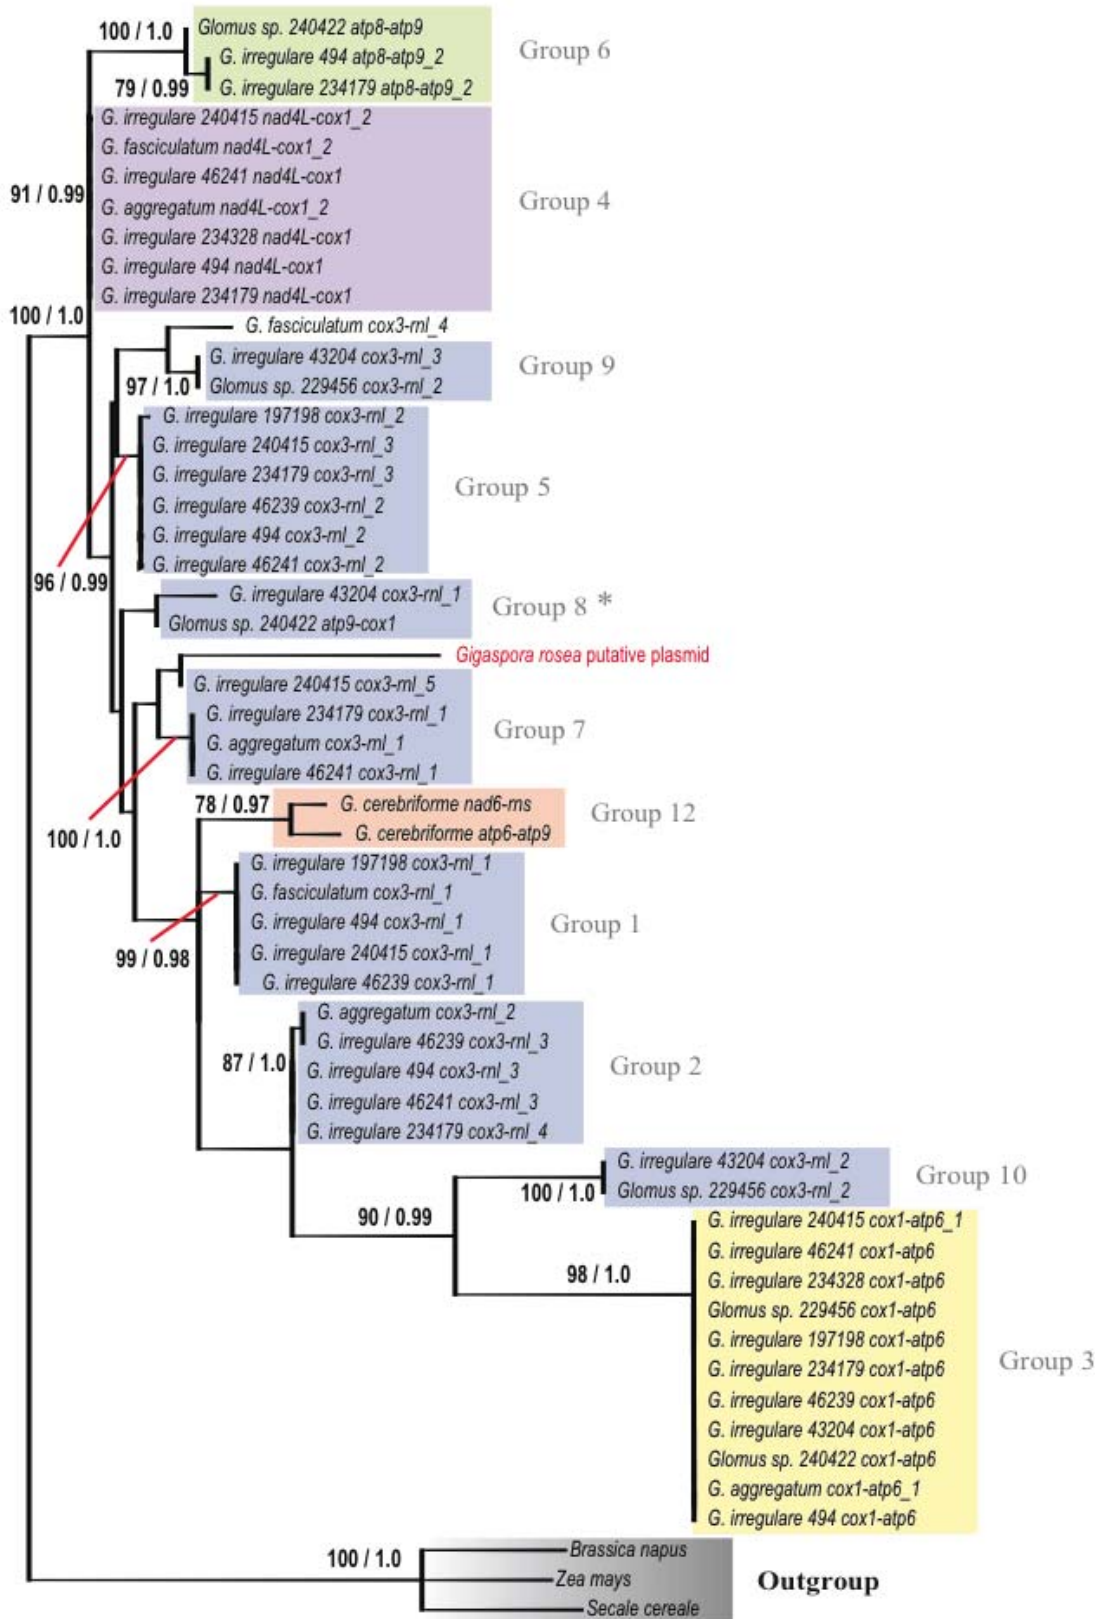 100 / 1.0
Glomus sp. 240422 atp8-atp9
G. irregulare 494 atp8-atp9_2
Group 6
79 / 0.99
G. irregulare 234179 atp8-atp9_2
G. irregulare 240415 nad4L-cox1_2
G. fasciculatum nad4L-cox1_2
G. irregulare 46241 nad4L-cox1
91 / 0.99
G. aggregatum nad4L-cox1_2
Group 4
G. irregulare 234328 nad4L-cox1
G. irregulare 494 nad4L-cox1
G. irregulare 234179 nad4L-cox1
100 / 1.0
G. fasciculatum cox3-rnl_4
G. irregulare 43204 cox3-rnl_3
Group 9
97 / 1.0
Glomus sp. 229456 cox3-rnl_2
G. irregulare 197198 cox3-rnl_2
G. irregulare 240415 cox3-rnl_3
G. irregulare 234179 cox3-rnl_3
Group 5
G. irregulare 46239 cox3-rnl_2
G. irregulare 494 cox3-rnl_2
G. irregulare 46241 cox3-rnl_2
96 / 0.99
G. irregulare 43204 cox3-rnl_1
Group 8 *
Glomus sp. 240422 atp9-cox1
Gigaspora rosea putative plasmid
G. irregulare 240415 cox3-rnl_5
G. irregulare 234179 cox3-rnl_1
Group 7
G. aggregatum cox3-rnl_1
G. irregulare 46241 cox3-rnl_1
100 / 1.0
78 / 0.97
G. cerebriforme nad6-rns
Group 12
G. cerebriforme atp6-atp9
G. irregulare 197198 cox3-rnl_1
G. fasciculatum cox3-rnl_1
G. irregulare 494 cox3-rnl_1
Group 1
99 / 0.98
G. irregulare 240415 cox3-rnl_1
G. irregulare 46239 cox3-rnl_1
G. aggregatum cox3-rnl_2
G. irregulare 46239 cox3-rnl_3
87 / 1.0
G. irregulare 494 cox3-rnl_3
Group 2
G. irregulare 46241 cox3-rnl_3
G. irregulare 234179 cox3-rnl_4
G. irregulare 43204 cox3-rnl_2
Group 10
100 / 1.0
Glomus sp. 229456 cox3-rnl_2
90 / 0.99
G. irregulare 240415 cox1-atp6_1
G. irregulare 46241 cox1-atp6
98 / 1.0
G. irregulare 234328 cox1-atp6
Glomus sp. 229456 cox1-atp6
G. irregulare 197198 cox1-atp6
G. irregulare 234179 cox1-atp6
Group 3
G. irregulare 46239 cox1-atp6
G. irregulare 43204 cox1-atp6
Glomus sp. 240422 cox1-atp6
G. aggregatum cox1-atp6_1
G. irregulare 494 cox1-atp6
100 / 1.0
Brassica napus
Zea mays
Outgroup
Secale cereale